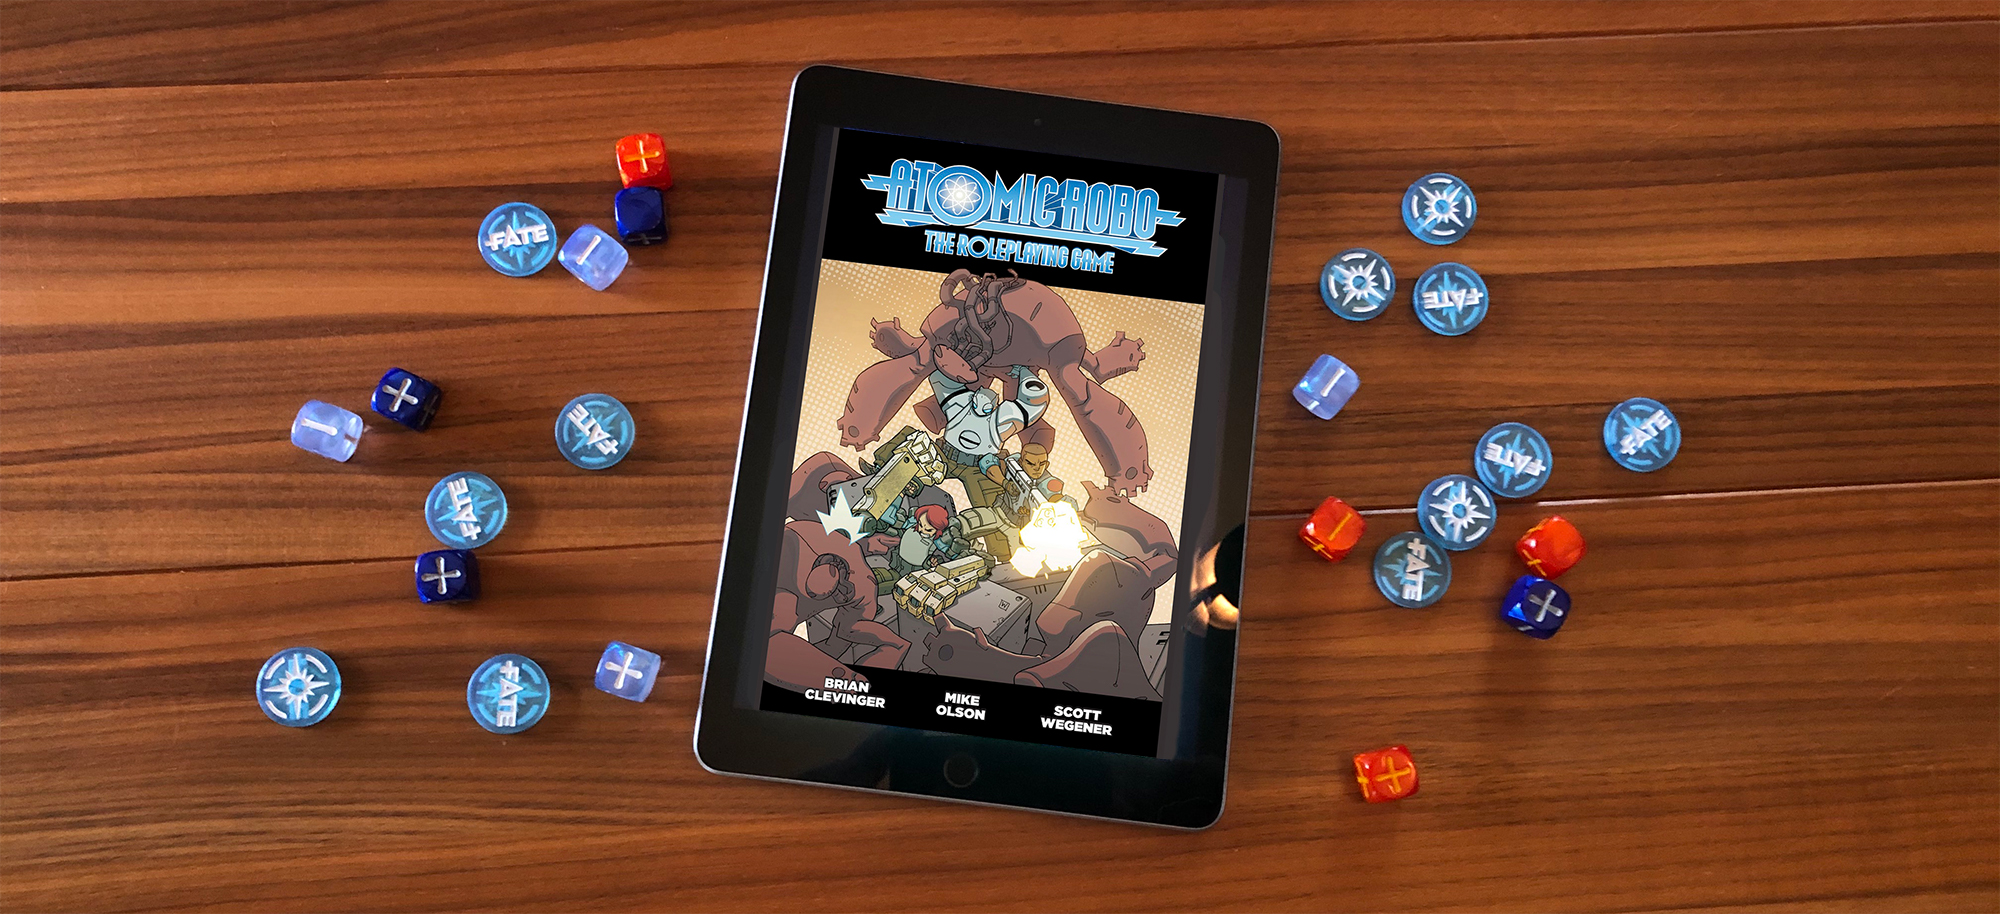 ATOMIC ROBO
THE ROLEPLAYING GAME
BRIAN
CLEVINGER
MIKE
OLSON
SCOTT
WEGENER
FATE
FATE
FATE
FATE
FATE
FATE
FATE
FATE